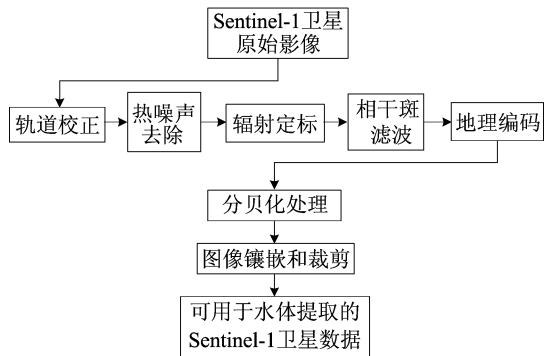 Sentinel-1卫星
原始影像
轨道校正
热噪声
去除
辐射定标
相干斑
滤波
地理编码
分贝化处理
图像镶嵌和裁剪
可用于水体提取的
Sentinel-1卫星数据